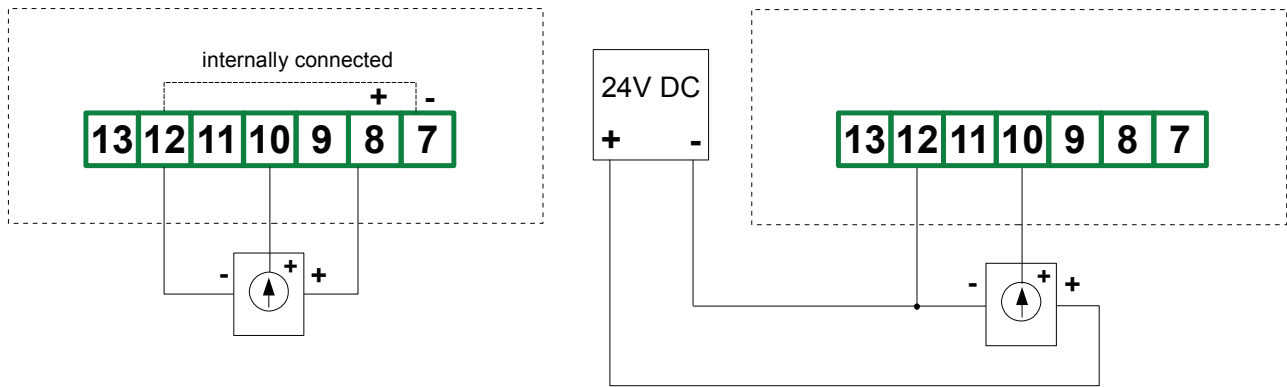 internally connected
+ -
13 12 11 10 9 8 7
- + +
24V DC
+ -
13 12 11 10 9 8 7
- + +